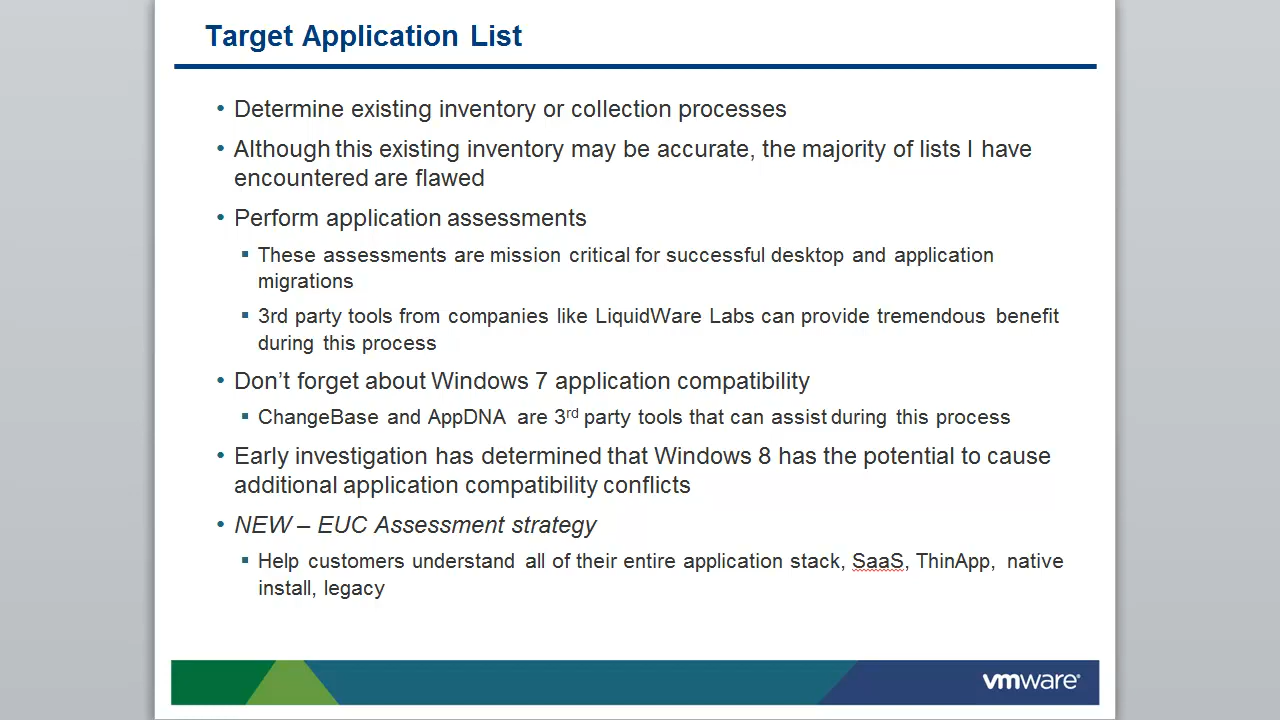 Target Application List
• Determine existing inventory or collection processes
• Although this existing inventory may be accurate, the majority of lists I have
encountered are flawed
• Perform application assessments
▪ These assessments are mission critical for successful desktop and application
migrations
▪ 3rd party tools from companies like LiquidWare Labs can provide tremendous benefit
during this process
• Don’t forget about Windows 7 application compatibility
▪ ChangeBase and AppDNA are 3rd party tools that can assist during this process
• Early investigation has determined that Windows 8 has the potential to cause
additional application compatibility conflicts
• NEW – EUC Assessment strategy
▪ Help customers understand all of their entire application stack, SaaS, ThinApp, native
install, legacy
vmware®